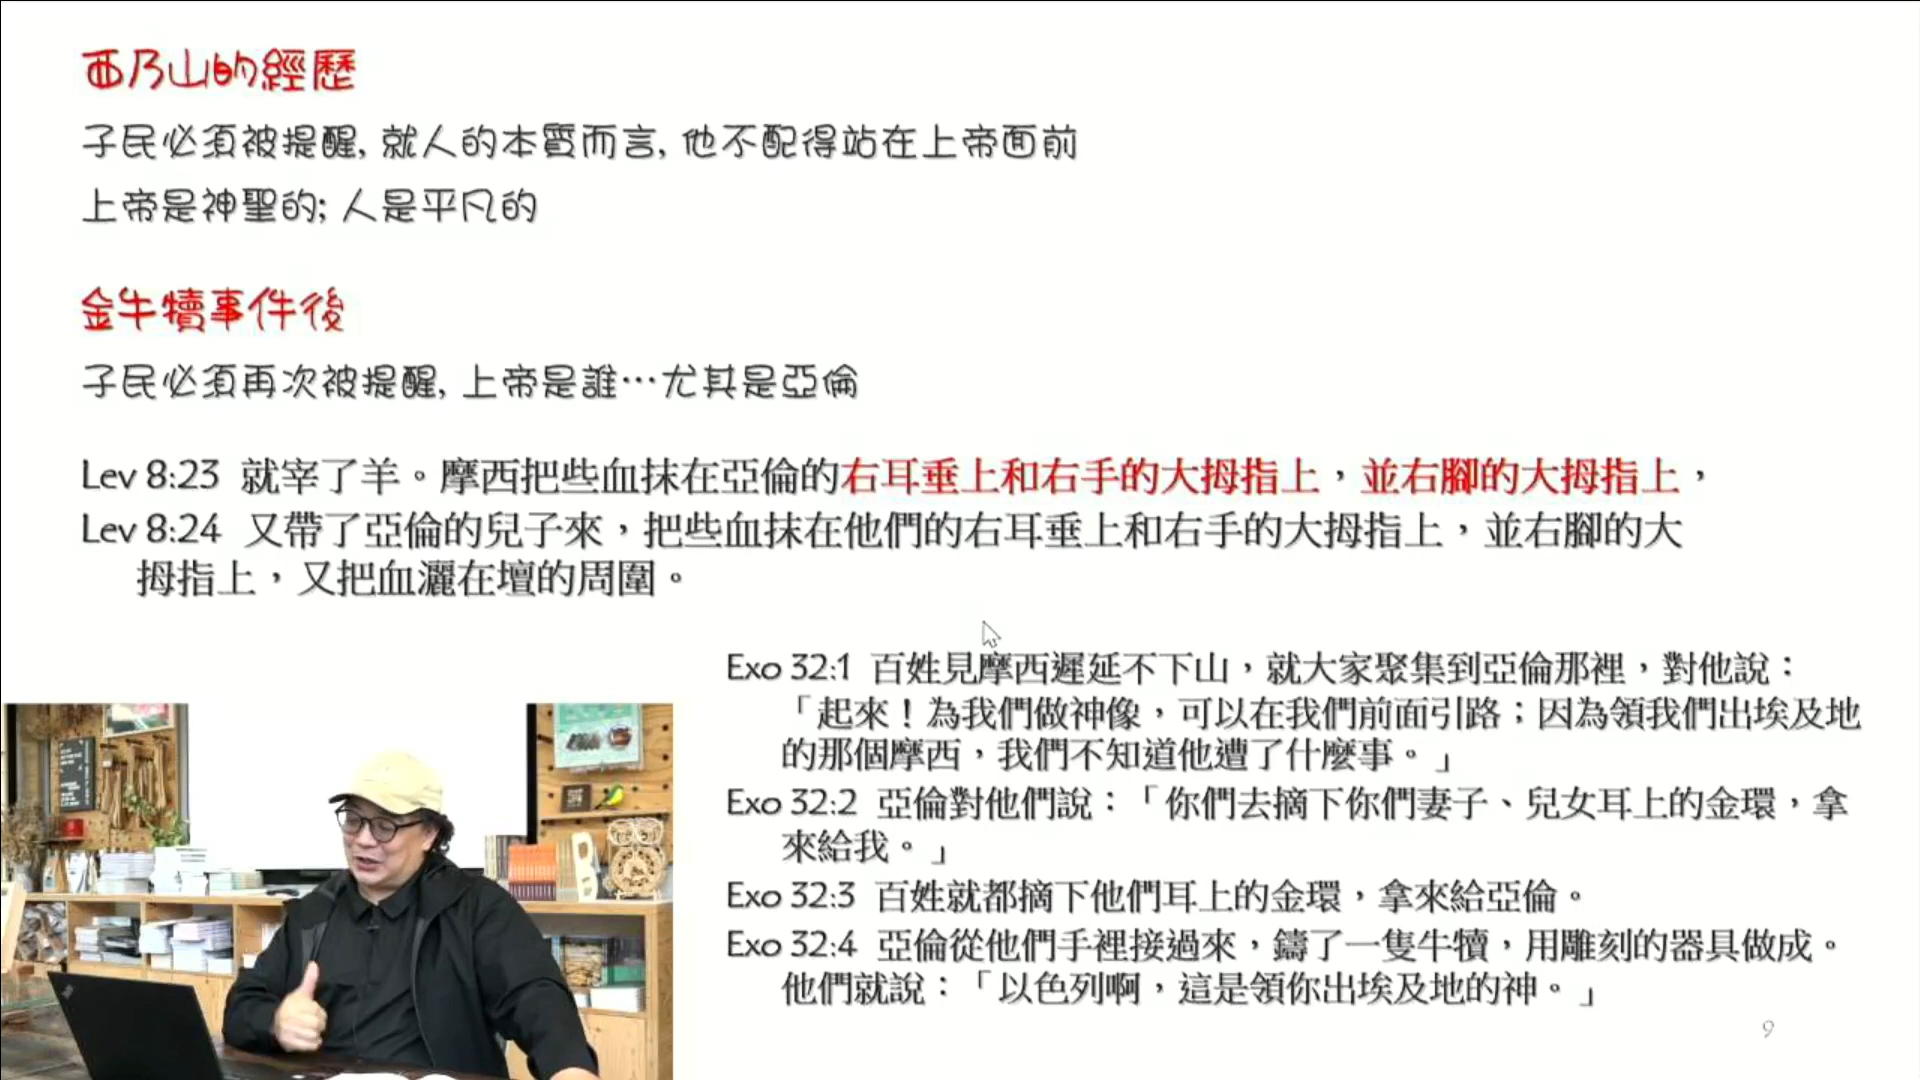 西乃山的經歷
子民必須被提醒, 就人的本質而言, 他不配得站在上帝面前
上帝是神聖的; 人是平凡的
金牛犢事件後
子民必須再次被提醒, 上帝是誰…尤其是亞倫
Lev 8:23 就宰了羊。摩西把些血抹在亞倫的右耳垂上和右手的大拇指上，並右腳的大拇指上，
Lev 8:24 又帶了亞倫的兒子來，把些血抹在他們的右耳垂上和右手的大拇指上，並右腳的大
拇指上，又把血灑在壇的周圍。
Exo 32:1 百姓見摩西遲延不下山，就大家聚集到亞倫那裡，對他說：
「起來！為我們做神像，可以在我們前面引路；因為領我們出埃及地
的那個摩西，我們不知道他遭了什麼事。」
Exo 32:2 亞倫對他們說：「你們去摘下你們妻子、兒女耳上的金環，拿
來給我。」
Exo 32:3 百姓就都摘下他們耳上的金環，拿來給亞倫。
Exo 32:4 亞倫從他們手裡接過來，鑄了一隻牛犢，用雕刻的器具做成。
他們就說：「以色列啊，這是領你出埃及地的神。」
9